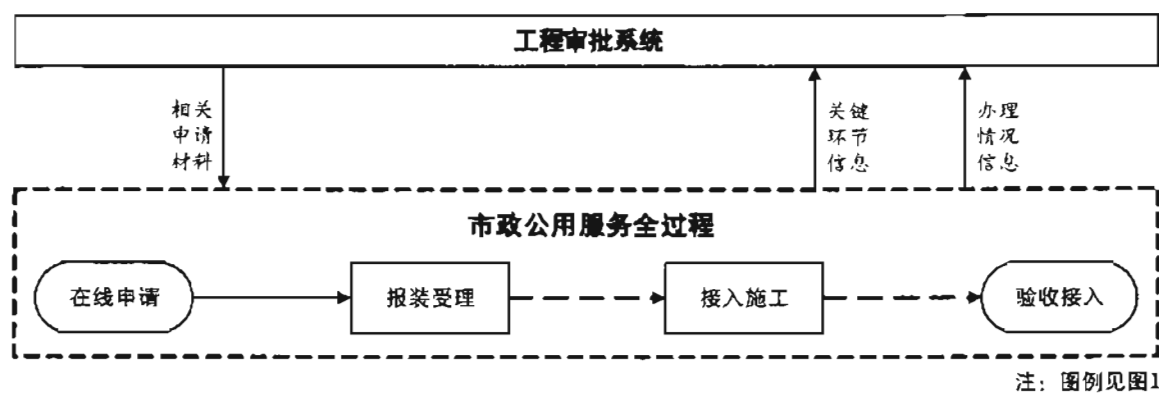 工程审批系统
相关
申请
材料
关键
环节
信息
办理
情况
信息
市政公用服务全过程
在线申请
报装受理
接入施工
验收接入
注：图例见图1